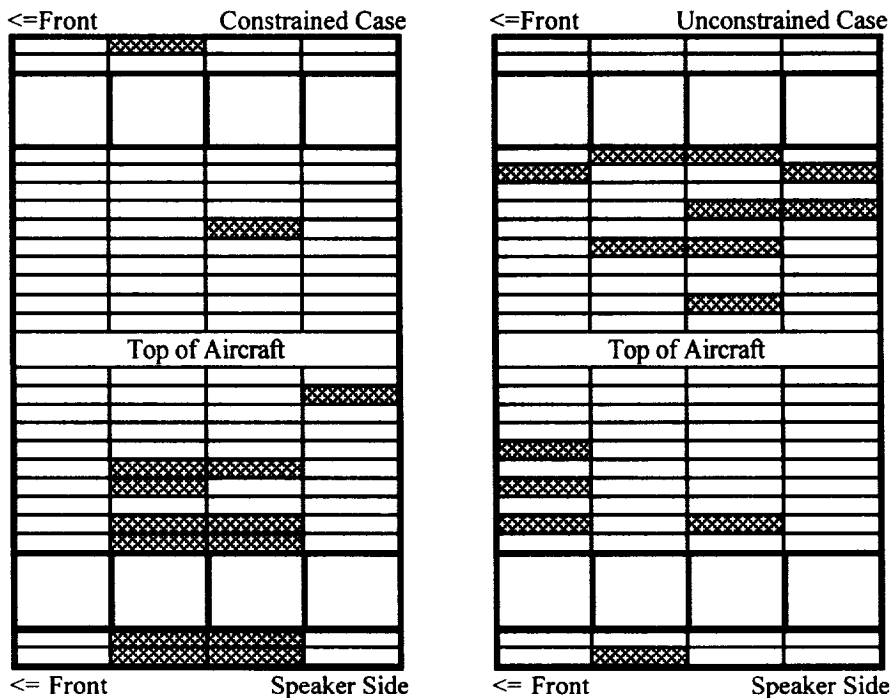 <=Front Constrained Case
<=Front Unconstrained Case
Top of Aircraft
Top of Aircraft
<= Front Speaker Side
<= Front Speaker Side